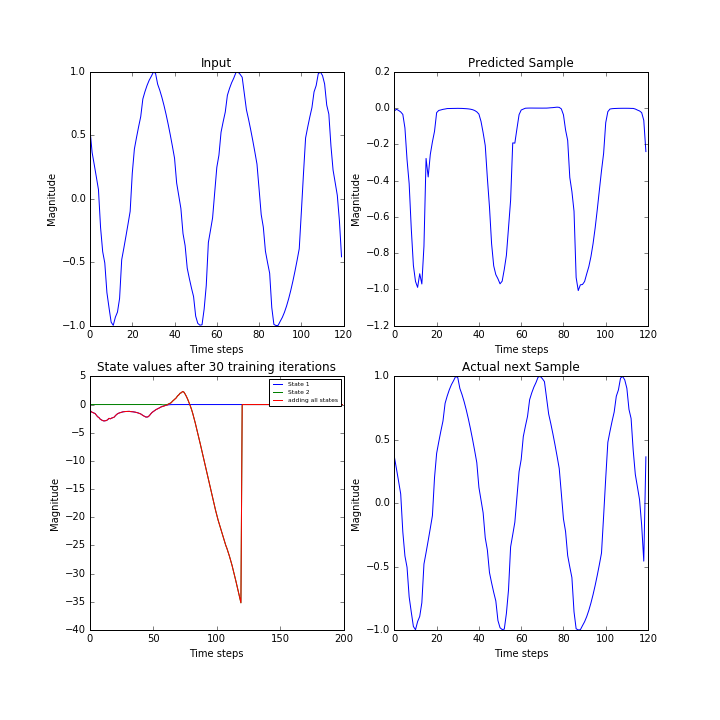 Input
Magnitude
1.0
0.5
0.0
−0.5
−1.0
0 20 40 60 80 100 120
Time steps
Predicted Sample
Magnitude
0.2
0.0
−0.2
−0.4
−0.6
−0.8
−1.0
−1.2
0 20 40 60 80 100 120
Time steps
State values after 30 training iterations
Magnitude
5
0
−5
−10
−15
−20
−25
−30
−35
−40
0 50 100 150 200
Time steps
State 1
State 2
adding all states
Actual next Sample
Magnitude
1.0
0.5
0.0
−0.5
−1.0
0 20 40 60 80 100 120
Time steps